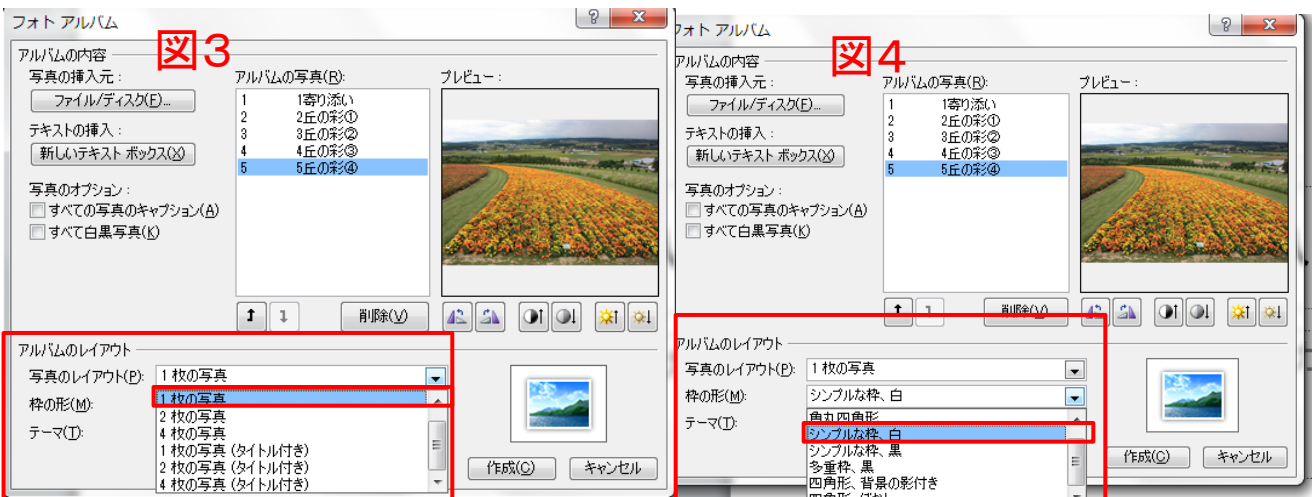 フォト アルバム
図３
アルバムの内容
写真の挿入元：
ファイル/ディスク(F)...
テキストの挿入：
新しいテキスト ボックス(X)
写真のオプション：
すべての写真のキャプション(A)
すべて白黒写真(K)
アルバムの写真(R):
1 1寄り添い
2 2丘の彩①
3 3丘の彩②
4 4丘の彩③
5 5丘の彩④
プレビュー：
削除(V)
アルバムのレイアウト
写真のレイアウト(P): 1 枚の写真
枠の形(M):
テーマ(T):
1 枚の写真
2 枚の写真
4 枚の写真
1 枚の写真 (タイトル付き)
2 枚の写真 (タイトル付き)
4 枚の写真 (タイトル付き)
作成(C) キャンセル
フォト アルバム
図４
アルバムの内容
写真の挿入元：
ファイル/ディスク(F)...
テキストの挿入：
新しいテキスト ボックス(X)
写真のオプション：
すべての写真のキャプション(A)
すべて白黒写真(K)
アルバムの写真(R):
1 1寄り添い
2 2丘の彩①
3 3丘の彩②
4 4丘の彩③
5 5丘の彩④
プレビュー：
削除(V)
アルバムのレイアウト
写真のレイアウト(P): 1 枚の写真
枠の形(M): シンプルな枠、白
テーマ(T):
角丸四角形
シンプルな枠、白
シンプルな枠、黒
多重枠、黒
四角形、背景の影付き
作成(C) キャンセル